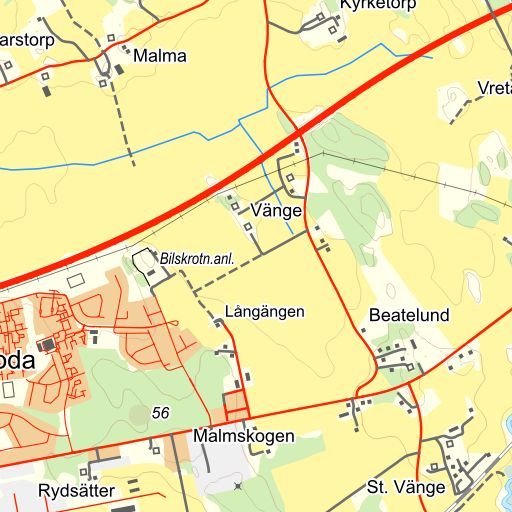 Kyrketorp
arstorp
Malma
Vreta
Vänge
Bilskrotn.anl.
Långängen
Beatelund
oda
56
Malmskogen
Rydsätter
St. Vänge